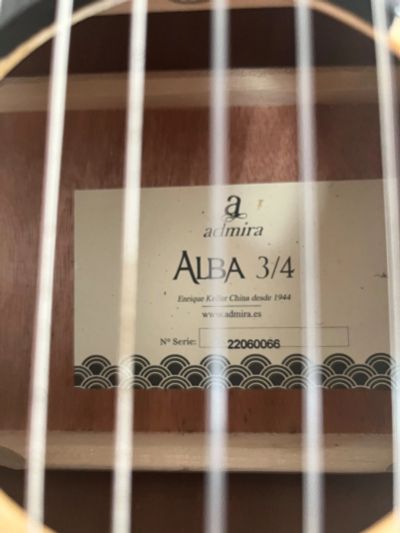 a
admira
ALBA 3/4
Enrique Keller China desde 1944
www.admira.es
Nº Serie: 22060066